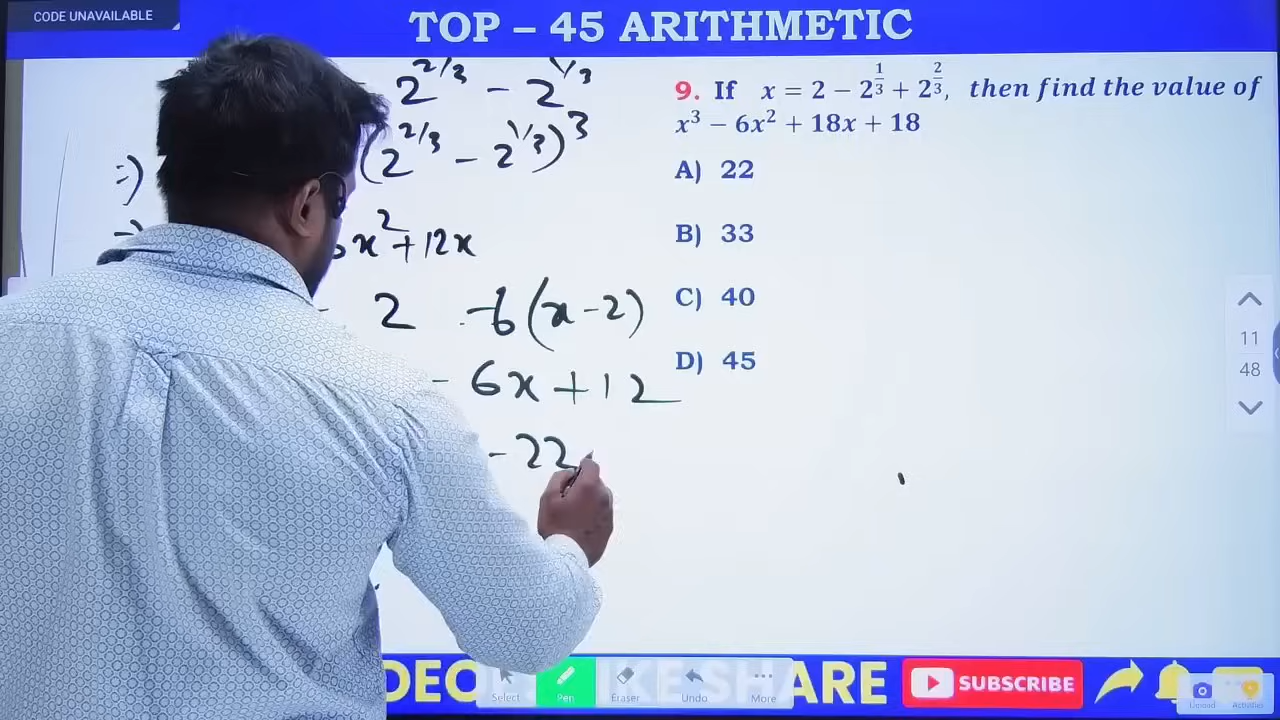 CODE UNAVAILABLE
TOP – 45 ARITHMETIC
2^{2/3} - 2^{1/3}
:) (2^{2/3} - 2^{1/3})^3
x^2 + 12x
2 -6(x-2)
- 6x + 12
- 22
9. If x = 2 − 2^{1/3} + 2^{2/3}, then find the value of
x^3 − 6x^2 + 18x + 18
A) 22
B) 33
C) 40
D) 45
11
48
SUBSCRIBE
Select
Pen
Eraser
Undo
More
Upload
Activities